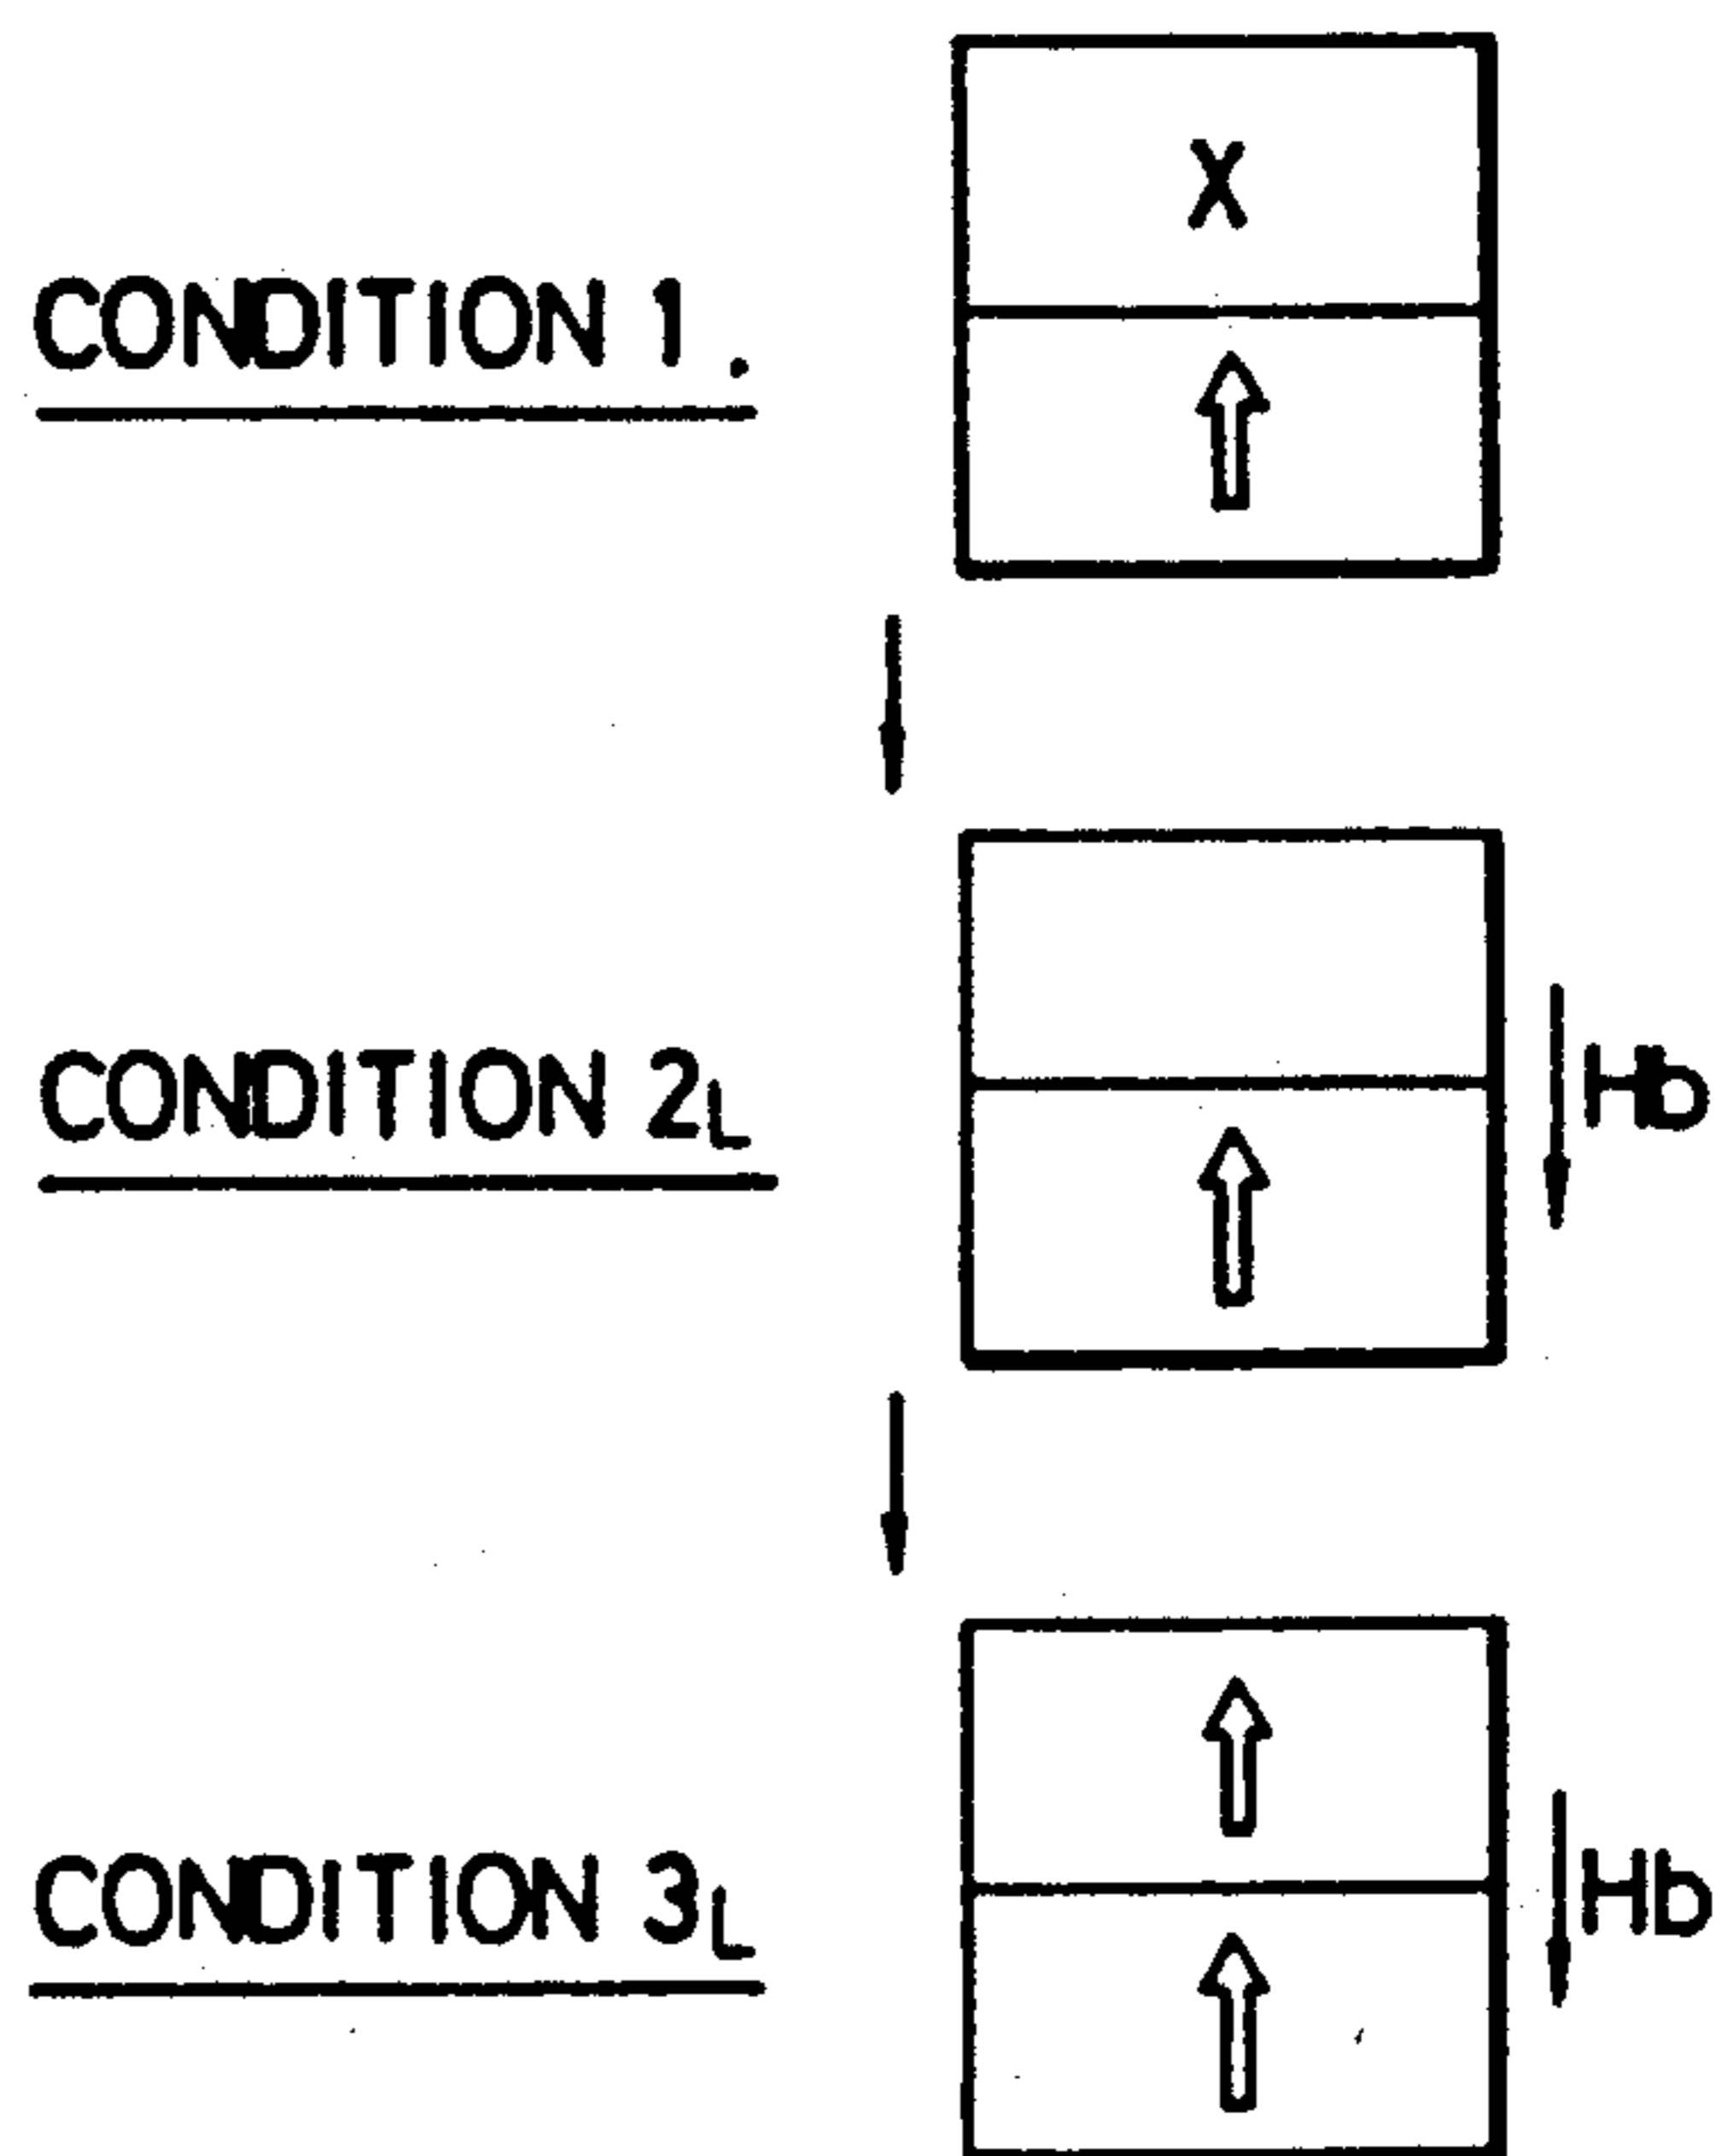 X
CONDITION 1.
CONDITION 2L
Hb
CONDITION 3L
Hb